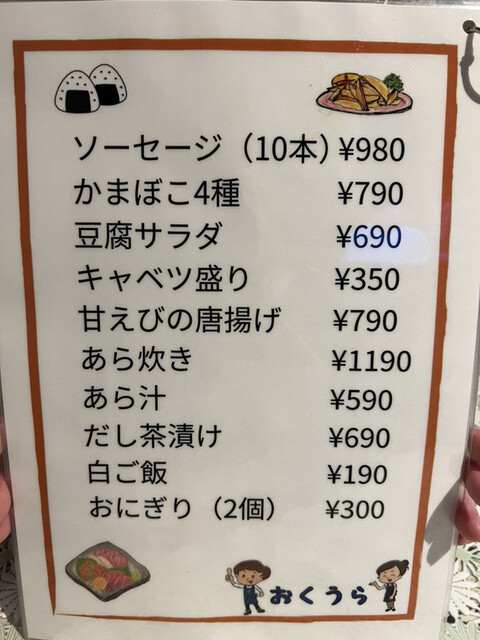 ソーセージ（10本）¥980
かまぼこ4種 ¥790
豆腐サラダ ¥690
キャベツ盛り ¥350
甘えびの唐揚げ ¥790
あら炊き ¥1190
あら汁 ¥590
だし茶漬け ¥690
白ご飯 ¥190
おにぎり（2個） ¥300
おくうら